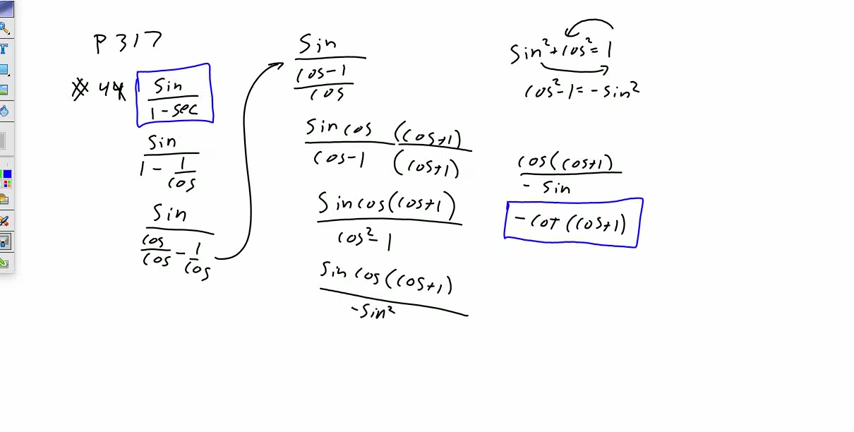 P 317
# 44
sin / 1 - sec
sin / 1 - 1/cos
sin / cos/cos - 1/cos
sin / cos-1 / cos
sin cos / cos-1 (cos+1) / (cos+1)
sin cos (cos+1) / cos² - 1
sin cos (cos+1) / -sin²
sin² + cos² = 1
cos² - 1 = - sin²
cos (cos+1) / - sin
- cot (cos+1)